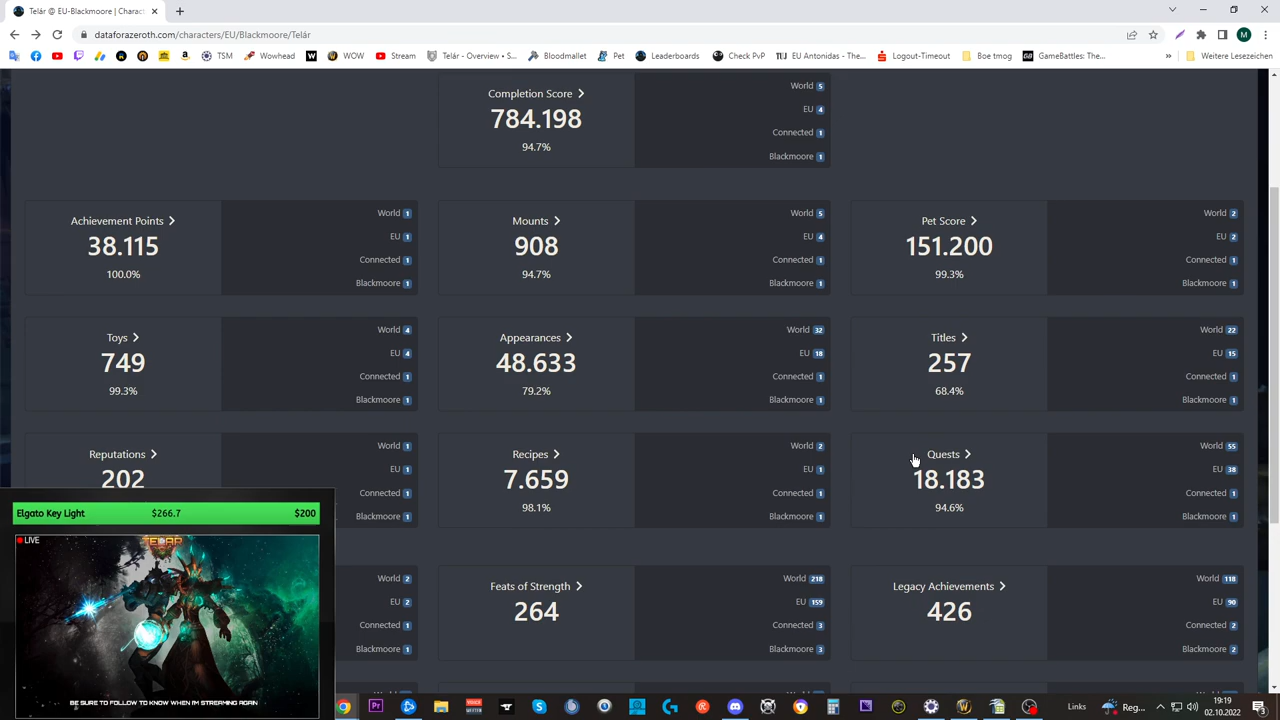 Telár @ EU-Blackmoore | Charac
dataforazeroth.com/characters/EU/Blackmoore/Telár
M
TSM
Wowhead
WOW
Stream
Telár - Overview • S...
Bloodmallet
Pet
Leaderboards
Check PvP
EU Antonidas - The...
Logout-Timeout
Boe tmog
GameBattles: The...
»
Weitere Lesezeichen
Completion Score
784.198
94.7%
World 5
EU 4
Connected 1
Blackmoore 1
Achievement Points
38.115
100.0%
World 1
EU 1
Connected 1
Blackmoore 1
Mounts
908
94.7%
World 5
EU 4
Connected 1
Blackmoore 1
Pet Score
151.200
99.3%
World 2
EU 2
Connected 1
Blackmoore 1
Toys
749
99.3%
World 4
EU 4
Connected 1
Blackmoore 1
Appearances
48.633
79.2%
World 32
EU 18
Connected 1
Blackmoore 1
Titles
257
68.4%
World 22
EU 15
Connected 1
Blackmoore 1
Reputations
202
World 1
EU 1
Connected 1
Blackmoore 1
Recipes
7.659
98.1%
World 2
EU 1
Connected 1
Blackmoore 1
Quests
18.183
94.6%
World 55
EU 38
Connected 1
Blackmoore 1
Elgato Key Light $266.7 $200
LIVE
TELAR
BE SURE TO FOLLOW TO KNOW WHEN I'M STREAMING AGAIN
World 2
EU 2
Connected 1
Blackmoore 1
Feats of Strength
264
World 218
EU 159
Connected 3
Blackmoore 3
Legacy Achievements
426
World 118
EU 90
Connected 2
Blackmoore 2
Links
Reg...
19:19
02.10.2022